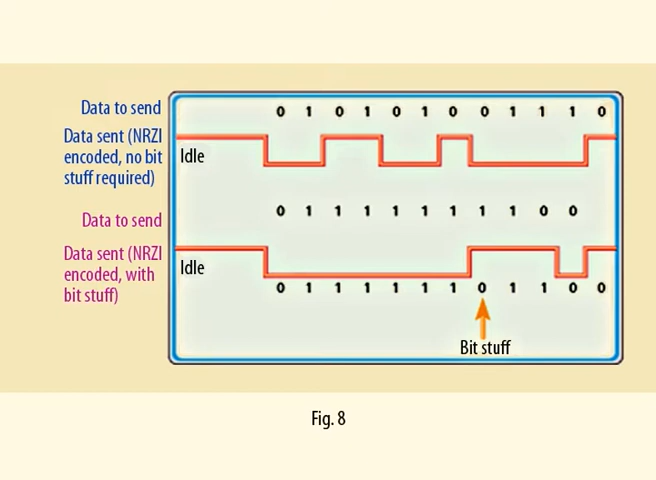 Data to send 0 1 0 1 0 1 0 0 1 1 1 0
Data sent (NRZI
encoded, no bit
stuff required)
Idle
Data to send 0 1 1 1 1 1 1 1 1 0 0
Data sent (NRZI
encoded, with
bit stuff)
Idle
0 1 1 1 1 1 1 0 1 1 0 0
Bit stuff
Fig. 8